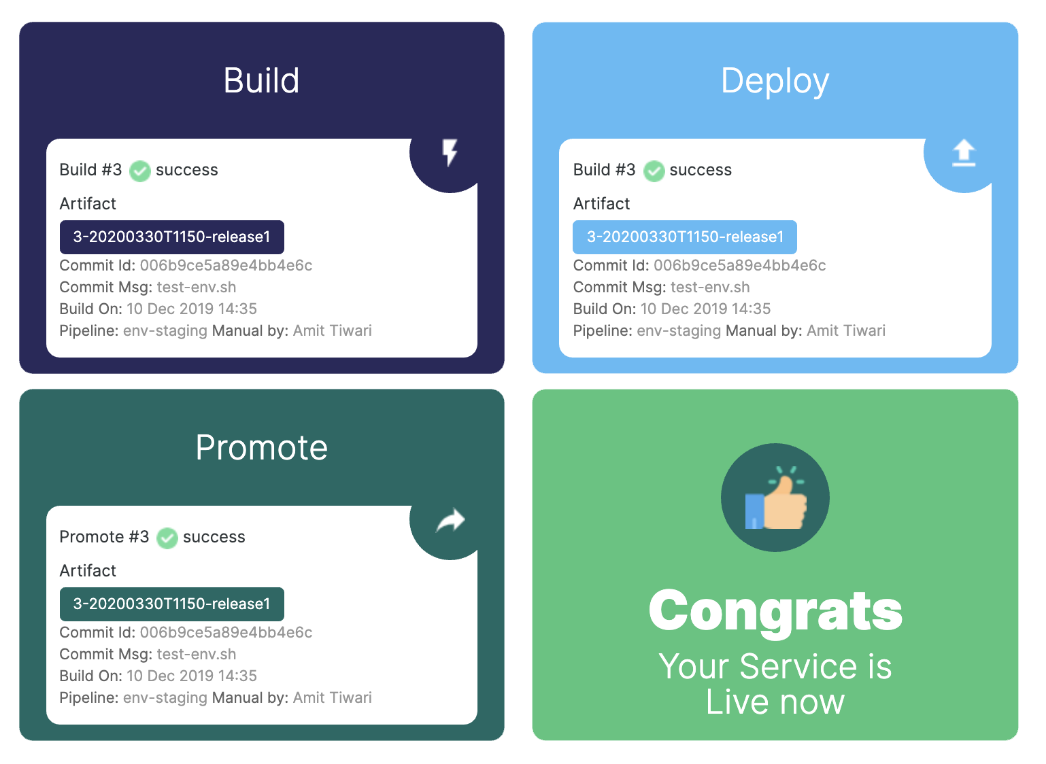 Build
Build #3 success
Artifact
3-20200330T1150-release1
Commit Id: 006b9ce5a89e4bb4e6c
Commit Msg: test-env.sh
Build On: 10 Dec 2019 14:35
Pipeline: env-staging Manual by: Amit Tiwari
Deploy
Build #3 success
Artifact
3-20200330T1150-release1
Commit Id: 006b9ce5a89e4bb4e6c
Commit Msg: test-env.sh
Build On: 10 Dec 2019 14:35
Pipeline: env-staging Manual by: Amit Tiwari
Promote
Promote #3 success
Artifact
3-20200330T1150-release1
Commit Id: 006b9ce5a89e4bb4e6c
Commit Msg: test-env.sh
Build On: 10 Dec 2019 14:35
Pipeline: env-staging Manual by: Amit Tiwari
Congrats
Your Service is
Live now